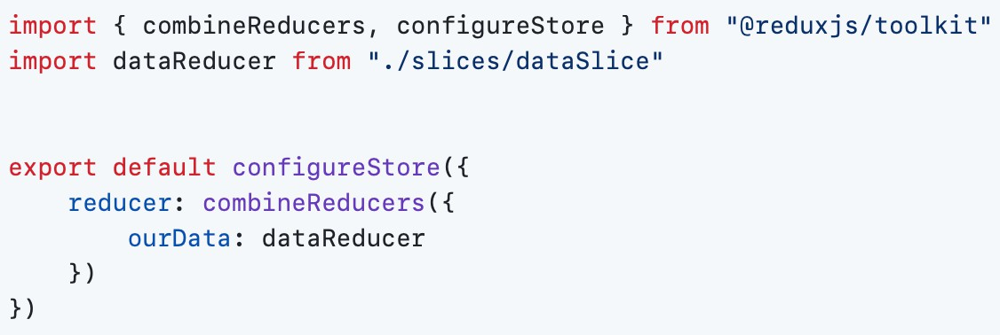 import { combineReducers, configureStore } from "@reduxjs/toolkit"
import dataReducer from "./slices/dataSlice"
export default configureStore({
    reducer: combineReducers({
        ourData: dataReducer
    })
})